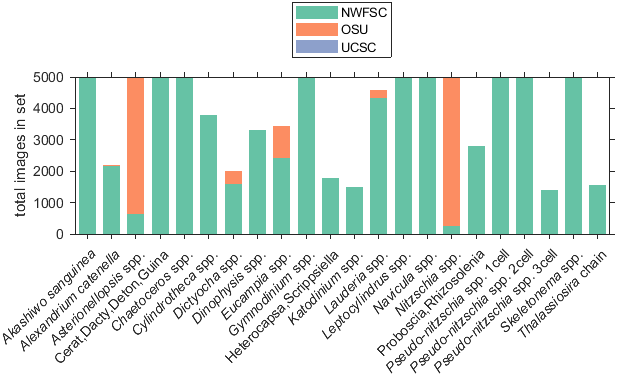 NWFSC
OSU
UCSC
total images in set
5000
4000
3000
2000
1000
0
Akashiwo sanguinea
Alexandrium catenella
Asterionellopsis spp.
Cerat,Dacty,Deton,Guina
Chaetoceros spp.
Cylindrotheca spp.
Dictyocha spp.
Dinophysis spp.
Eucampia spp.
Gymnodinium spp.
Heterocapsa,Scrippsiella
Katodinium spp.
Lauderia spp.
Leptocylindrus spp.
Navicula spp.
Nitzschia spp.
Proboscia,Rhizosolenia
Pseudo-nitzschia spp. 1cell
Pseudo-nitzschia spp. 2cell
Pseudo-nitzschia spp. 3cell
Skeletonema spp.
Thalassiosira chain